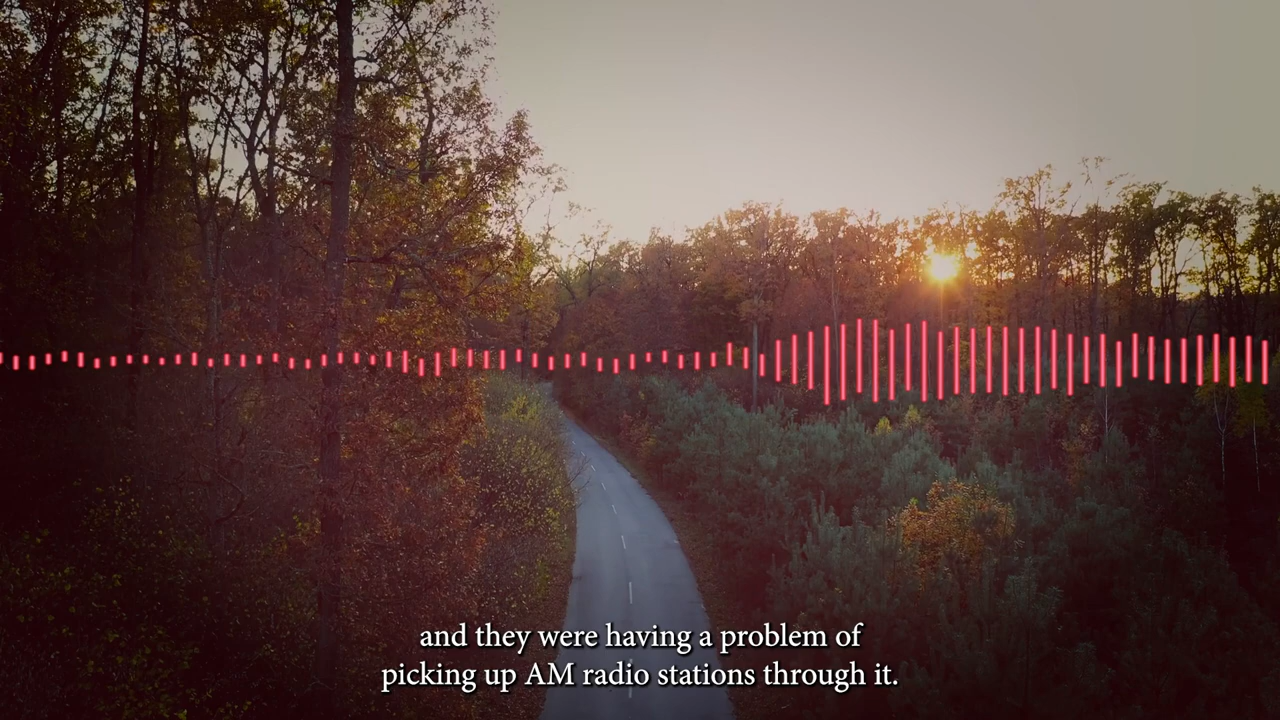 and they were having a problem of
picking up AM radio stations through it.